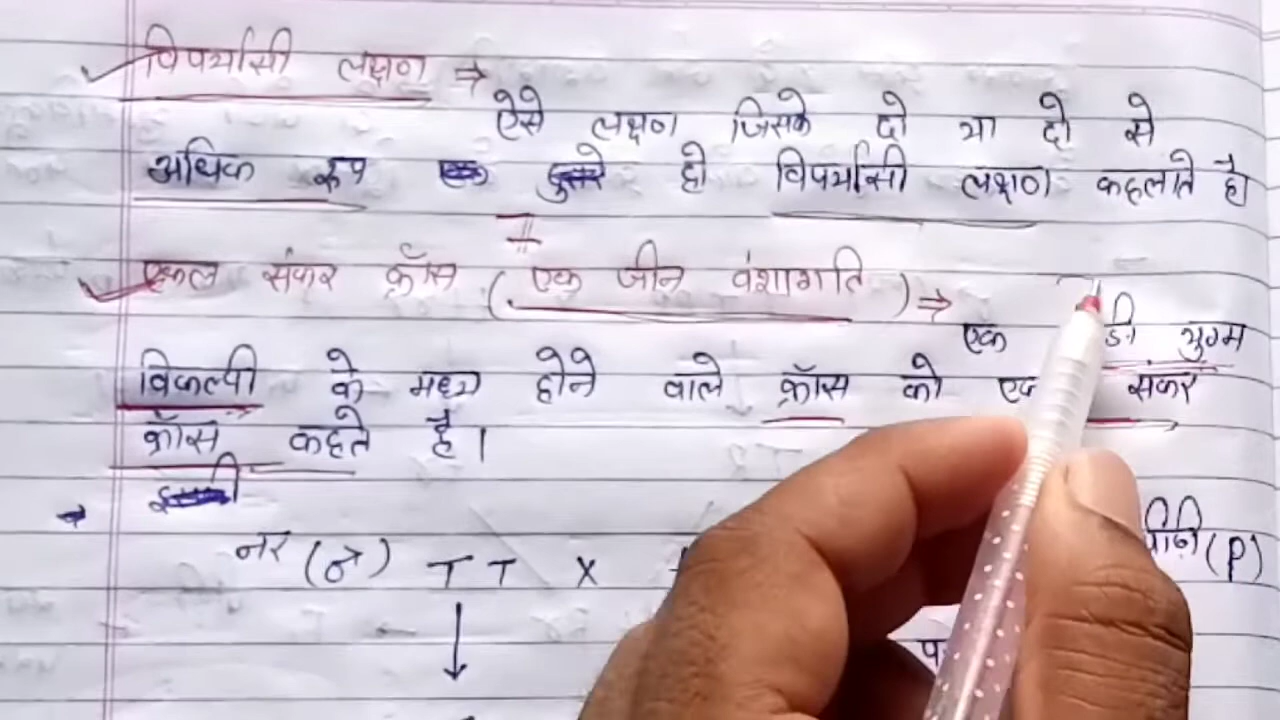 विपर्यासी लक्षण ⇒
ऐसे लक्षण जिसके दो या दो से
अधिक रूप हो विपर्यासी लक्षण कहलाते है।
एकल संकर क्रॉस (एक जीन वंशागति) ⇒
एक युग्म
विकल्पी के मध्य होने वाले क्रॉस को संकर
क्रॉस कहते है।
नर (♂) T T X (P)